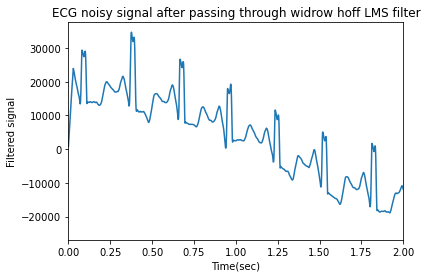 ECG noisy signal after passing through widrow hoff LMS filter
Filtered signal
30000
20000
10000
0
−10000
−20000
0.00 0.25 0.50 0.75 1.00 1.25 1.50 1.75 2.00
Time(sec)